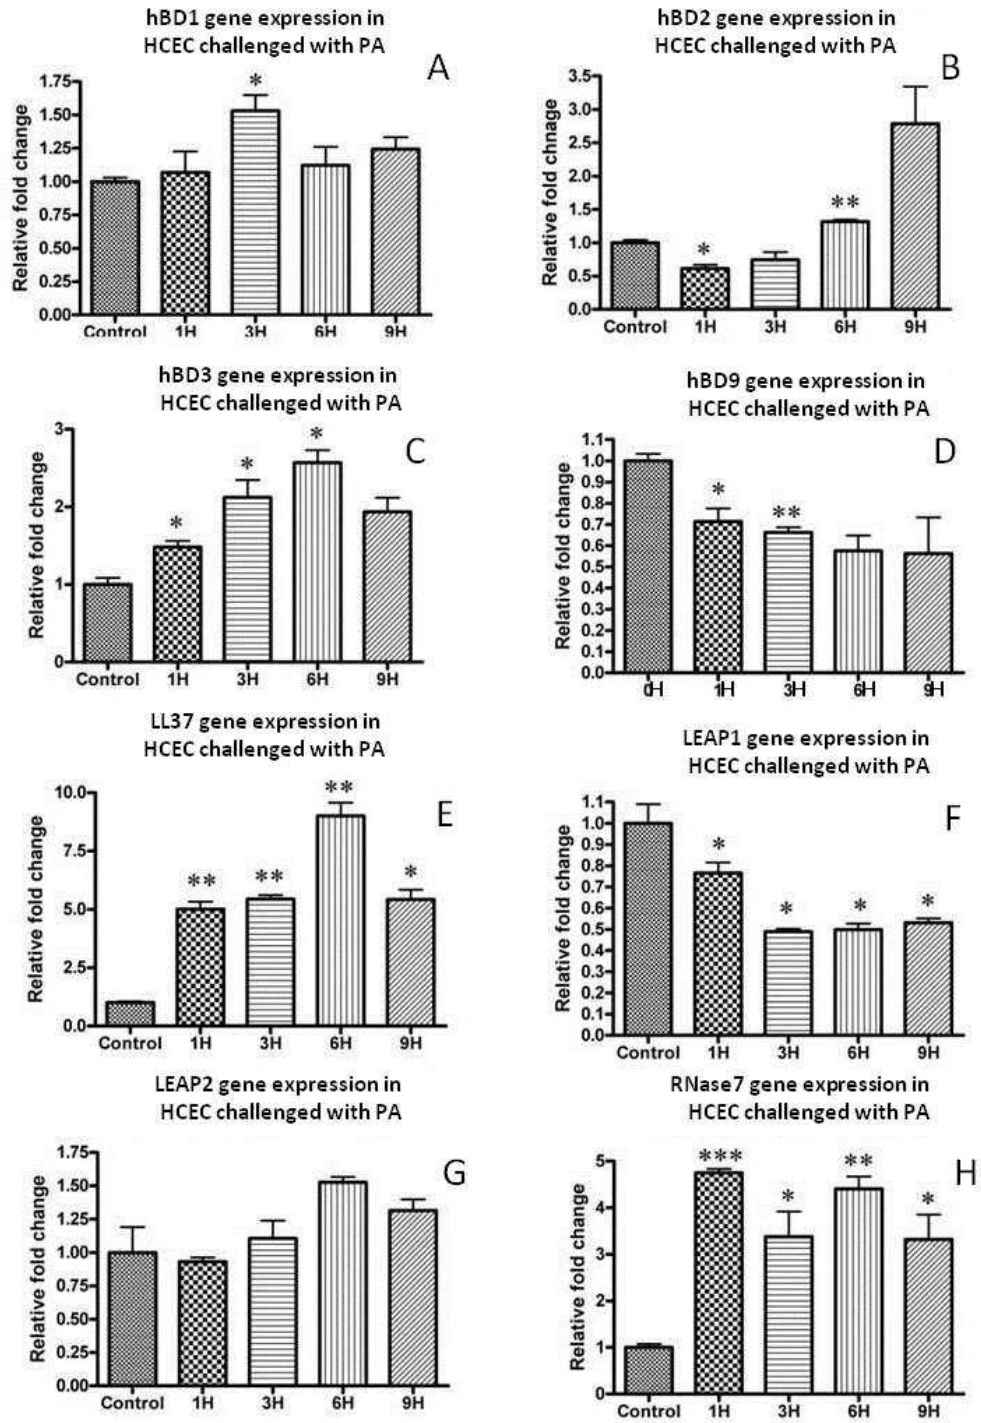 hBD1 gene expression in
HCEC challenged with PA
A
Relative fold change
1.75
1.50
1.25
1.00
0.75
0.50
0.25
0.00
*
Control 1H 3H 6H 9H
hBD2 gene expression in
HCEC challenged with PA
B
Relative fold chnage
3.5
3.0
2.5
2.0
1.5
1.0
0.5
0.0
* **
Control 1H 3H 6H 9H
hBD3 gene expression in
HCEC challenged with PA
C
Relative fold change
3
2
1
0
* * *
Control 1H 3H 6H 9H
hBD9 gene expression in
HCEC challenged with PA
D
Relative fold change
1.1
1.0
0.9
0.8
0.7
0.6
0.5
0.4
0.3
0.2
0.1
0.0
* **
0H 1H 3H 6H 9H
LL37 gene expression in
HCEC challenged with PA
E
Relative fold change
10.0
7.5
5.0
2.5
0.0
** ** ** *
Control 1H 3H 6H 9H
LEAP1 gene expression in
HCEC challenged with PA
F
Relative fold change
1.1
1.0
0.9
0.8
0.7
0.6
0.5
0.4
0.3
0.2
0.1
0.0
* * * *
Control 1H 3H 6H 9H
LEAP2 gene expression in
HCEC challenged with PA
G
Relative fold change
1.75
1.50
1.25
1.00
0.75
0.50
0.25
0.00
Control 1H 3H 6H 9H
RNase7 gene expression in
HCEC challenged with PA
H
Relative fold change
5
4
3
2
1
0
*** * ** *
Control 1H 3H 6H 9H